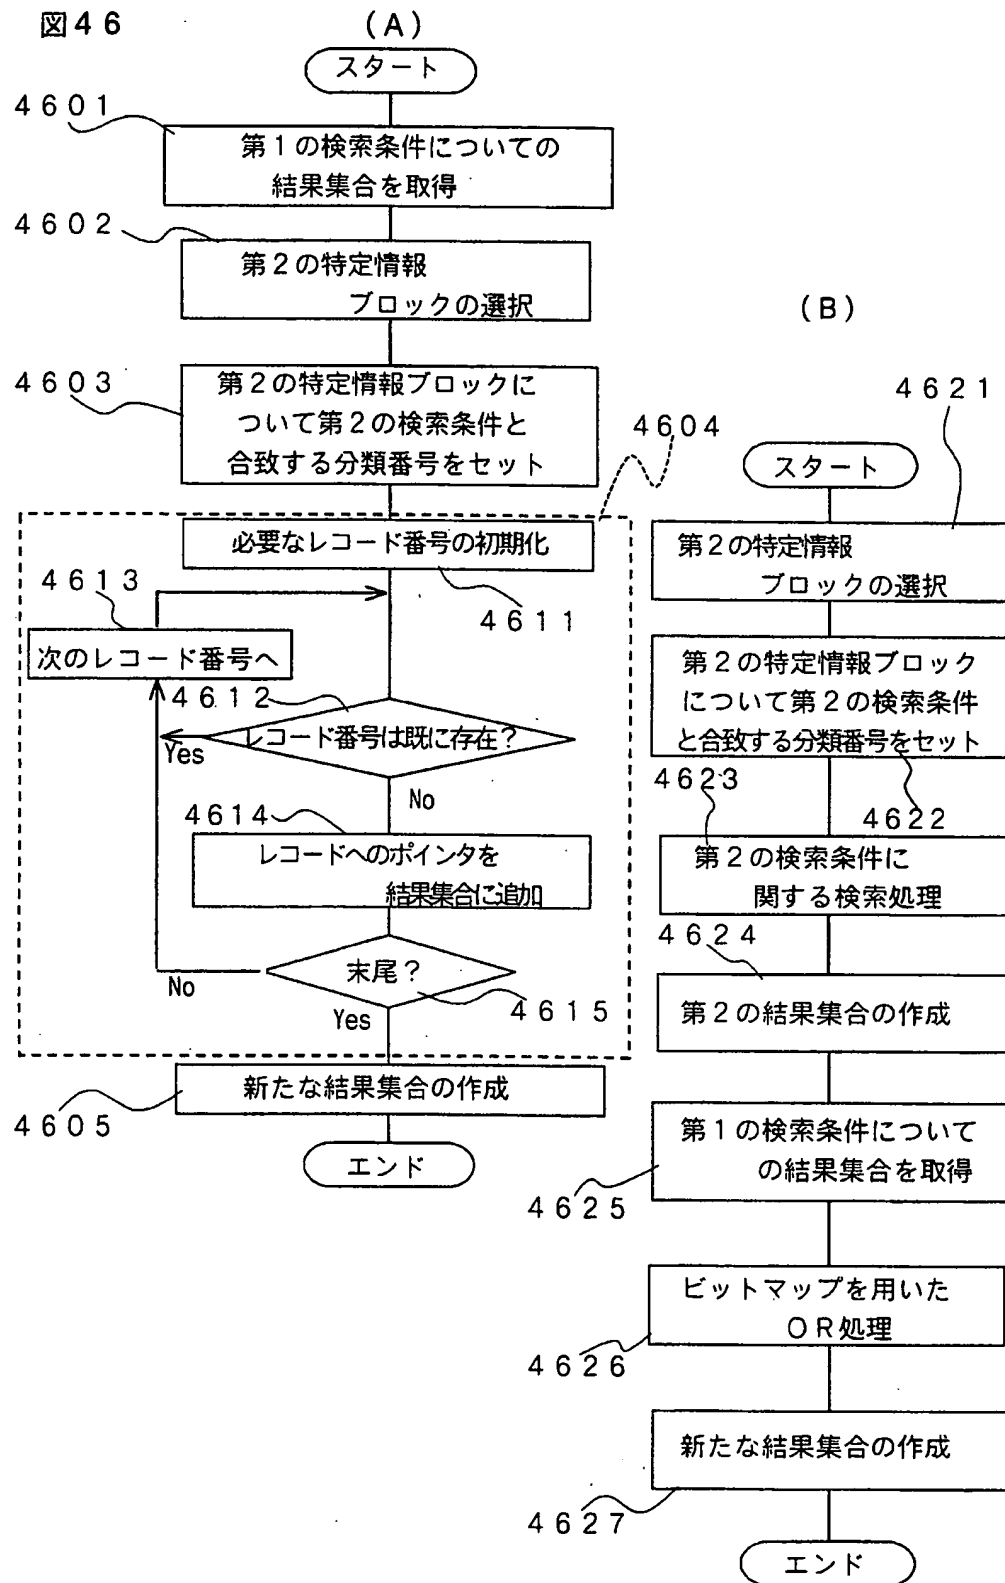 図46
(A)
スタート
4601
第1の検索条件についての
結果集合を取得
4602
第2の特定情報
ブロックの選択
4603
第2の特定情報ブロックに
ついて第2の検索条件と
合致する分類番号をセット
4604
必要なレコード番号の初期化
4611
4613
次のレコード番号へ
4612
レコード番号は既に存在?
Yes
No
4614
レコードへのポインタを
結果集合に追加
末尾?
No
4615
Yes
新たな結果集合の作成
4605
エンド
(B)
4621
スタート
第2の特定情報
ブロックの選択
第2の特定情報ブロック
について第2の検索条件
と合致する分類番号をセット
4623
4622
第2の検索条件に
関する検索処理
4624
第2の結果集合の作成
第1の検索条件について
の結果集合を取得
4625
ビットマップを用いた
OR処理
4626
新たな結果集合の作成
4627
エンド